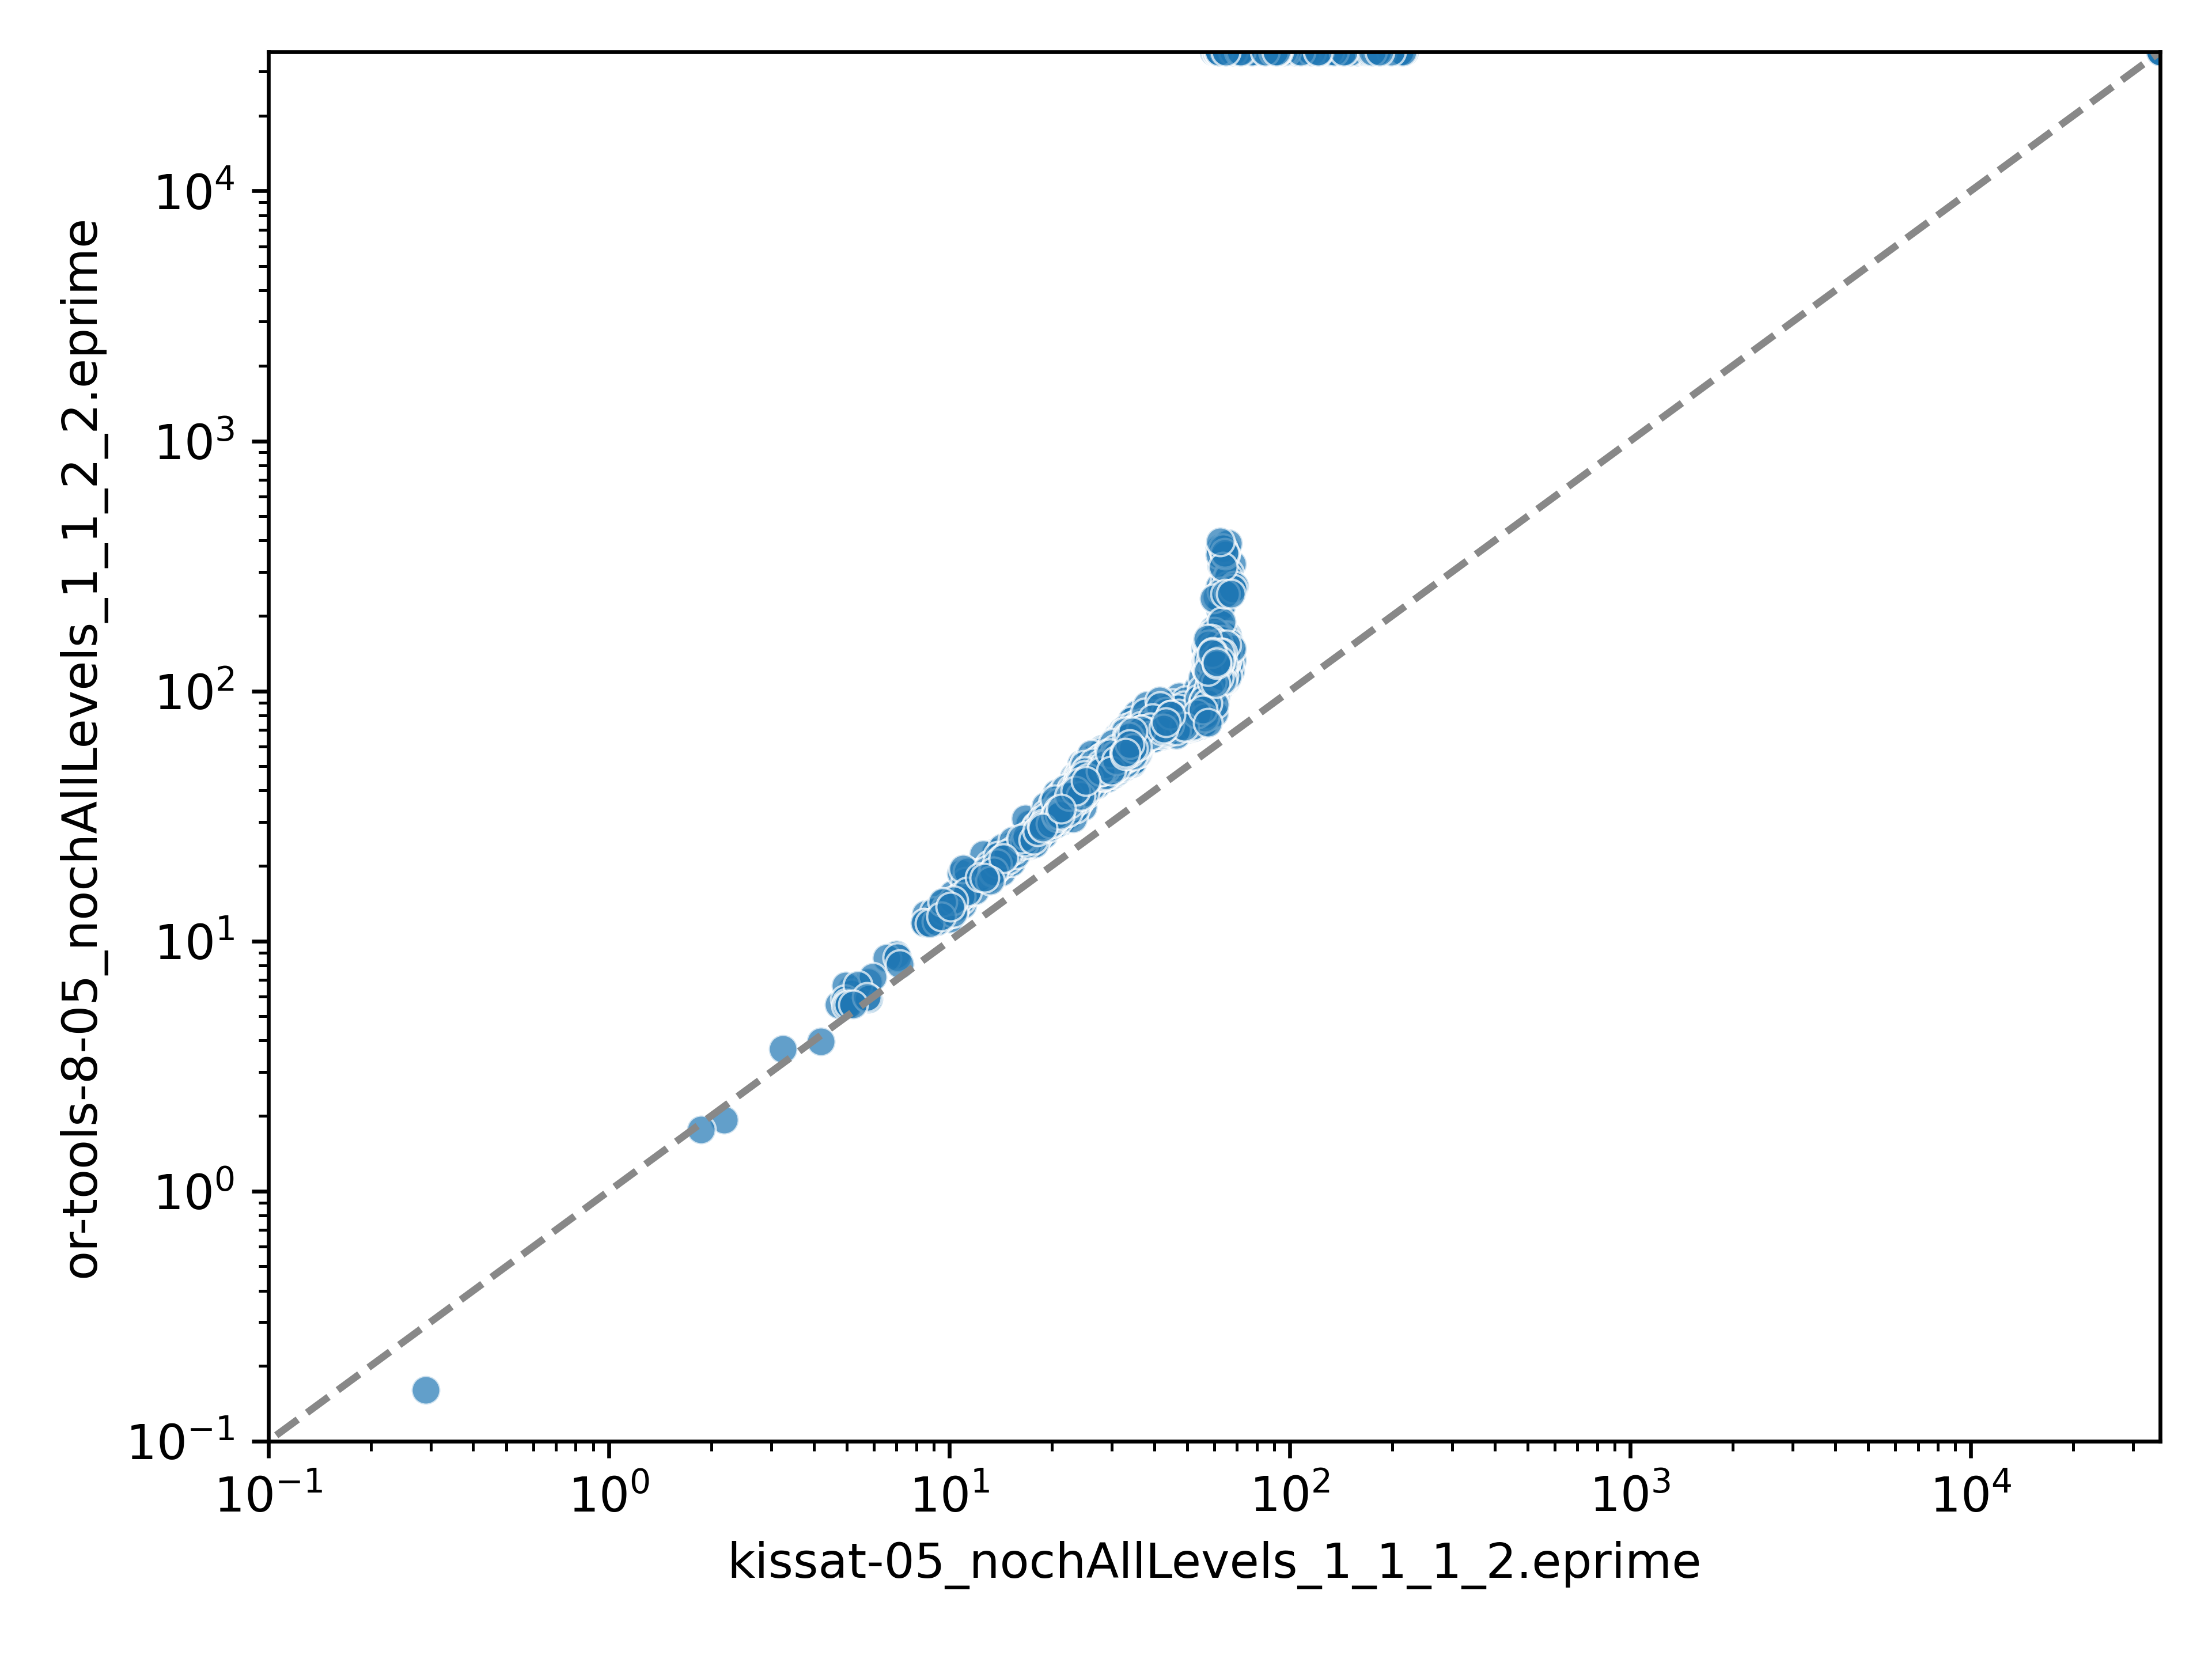 or-tools-8-05_nochAllLevels_1_1_2_2.eprime
10⁴
10³
10²
10¹
10⁰
10⁻¹
10⁻¹ 10⁰ 10¹ 10² 10³ 10⁴
kissat-05_nochAllLevels_1_1_1_2.eprime